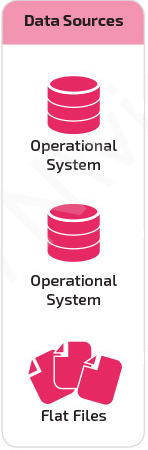 Data Sources
Operational
System
Operational
System
Flat Files